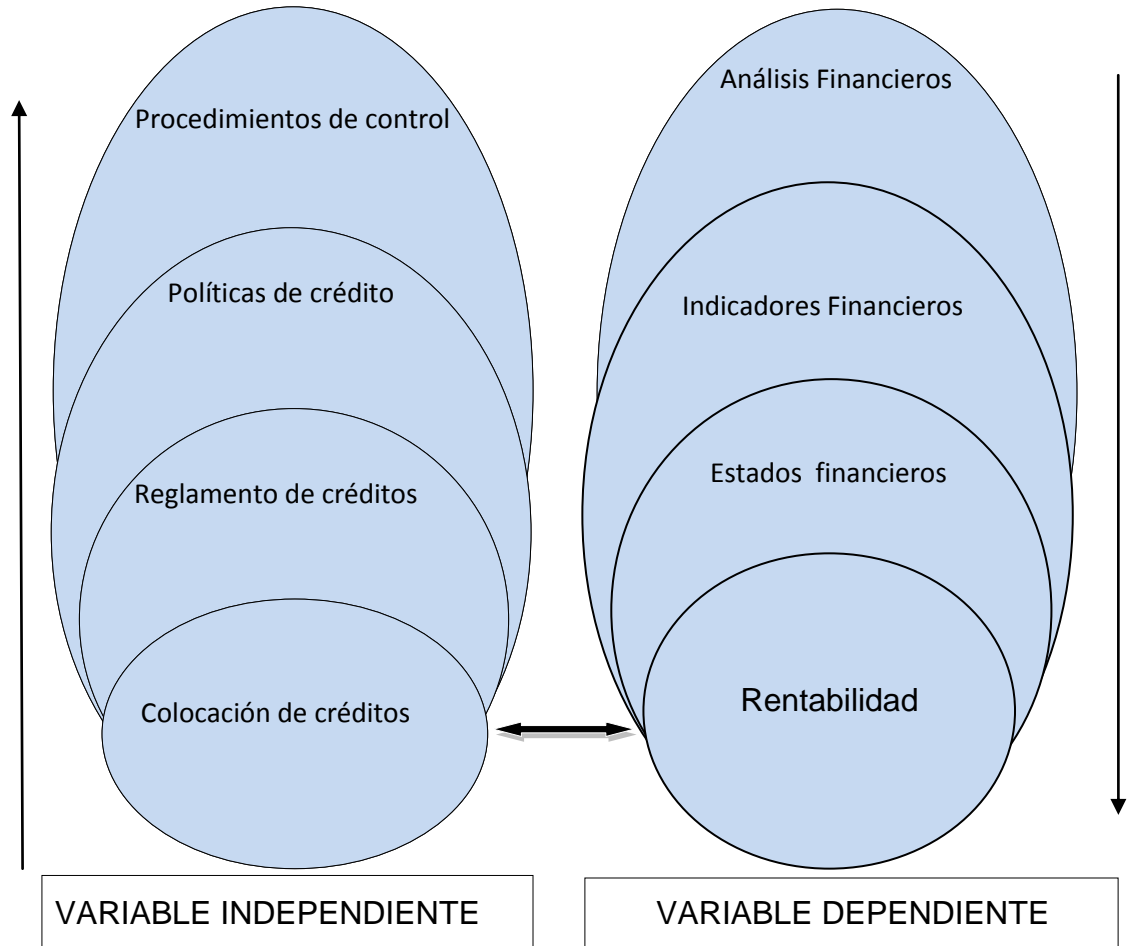 Procedimientos de control
Políticas de crédito
Reglamento de créditos
Colocación de créditos
VARIABLE INDEPENDIENTE
Análisis Financieros
Indicadores Financieros
Estados financieros
Rentabilidad
VARIABLE DEPENDIENTE